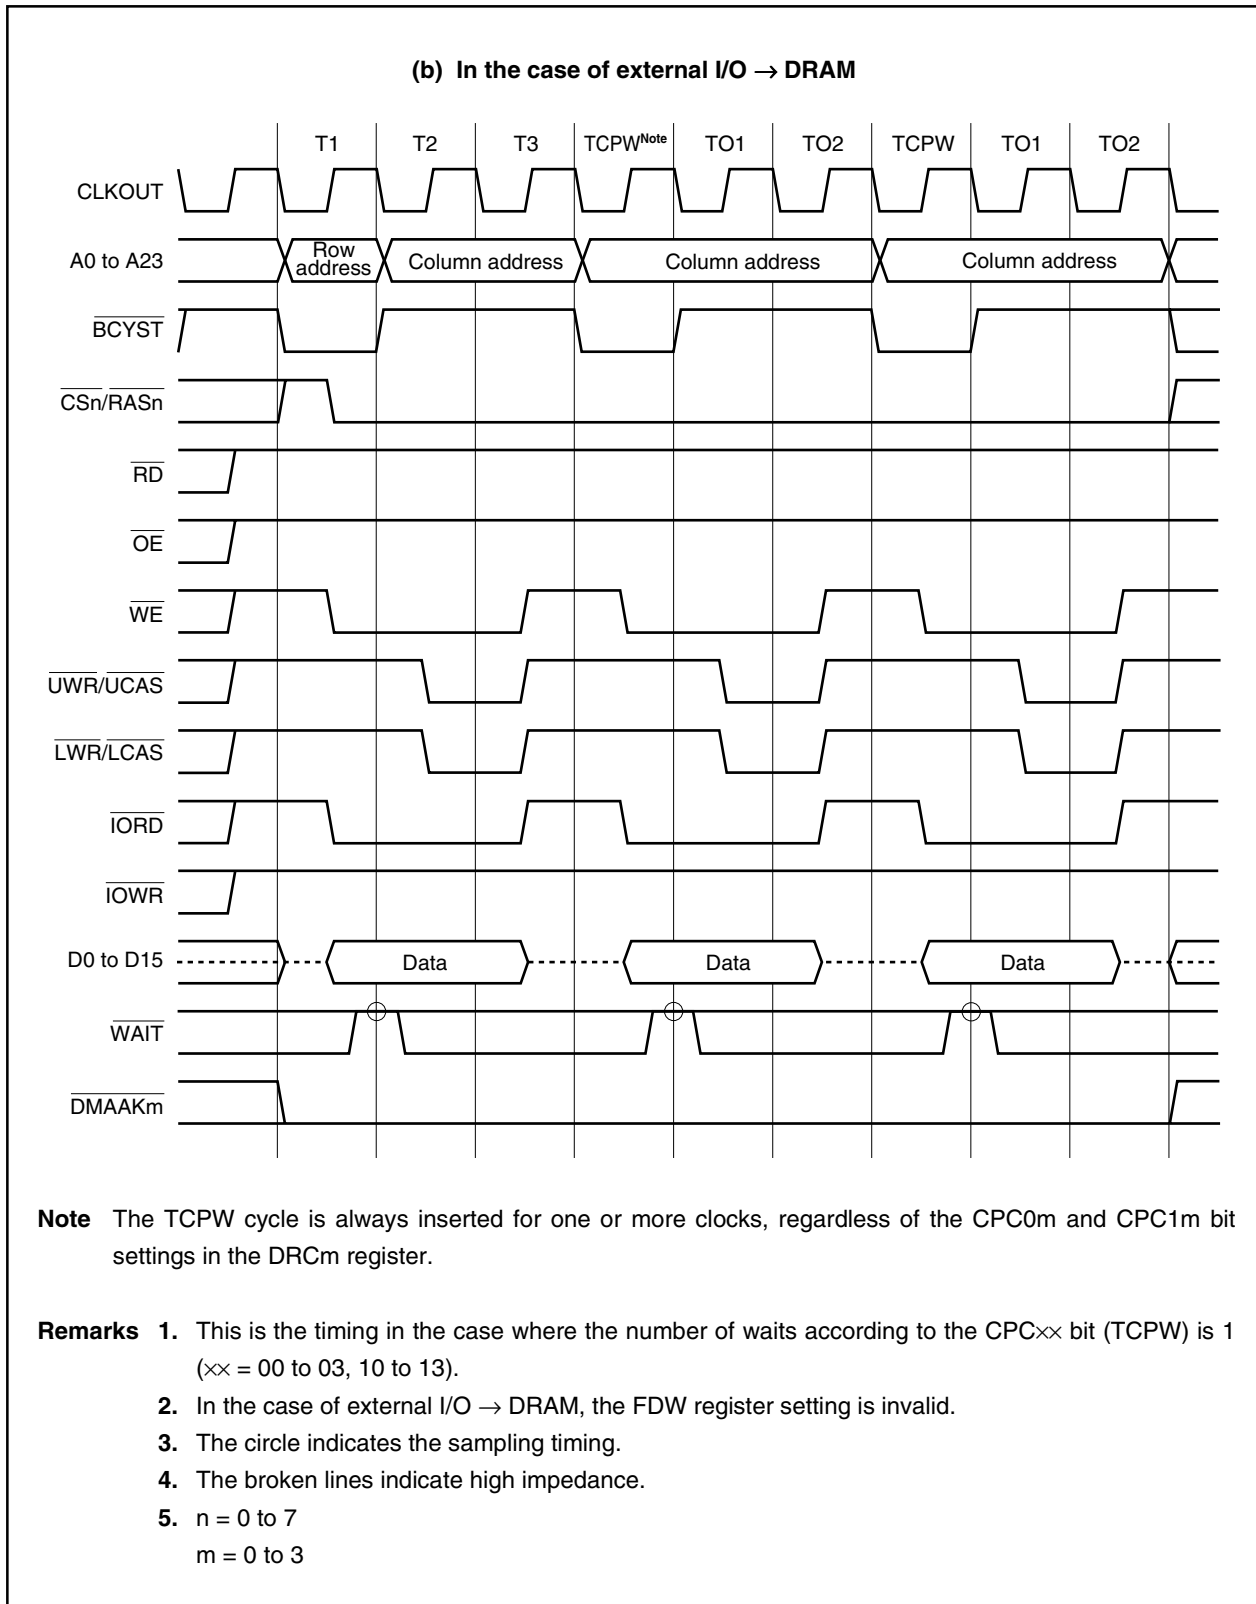 (b) In the case of external I/O → DRAM
T1 T2 T3 TCPWNote TO1 TO2 TCPW TO1 TO2
CLKOUT
A0 to A23
Row address
Column address
Column address
Column address
BCYST
CSn/RASn
RD
OE
WE
UWR/UCAS
LWR/LCAS
IORD
IOWR
D0 to D15
Data
Data
Data
WAIT
DMAAKm
Note The TCPW cycle is always inserted for one or more clocks, regardless of the CPC0m and CPC1m bit
settings in the DRCm register.
Remarks 1. This is the timing in the case where the number of waits according to the CPC×× bit (TCPW) is 1
(×× = 00 to 03, 10 to 13).
2. In the case of external I/O → DRAM, the FDW register setting is invalid.
3. The circle indicates the sampling timing.
4. The broken lines indicate high impedance.
5. n = 0 to 7
m = 0 to 3